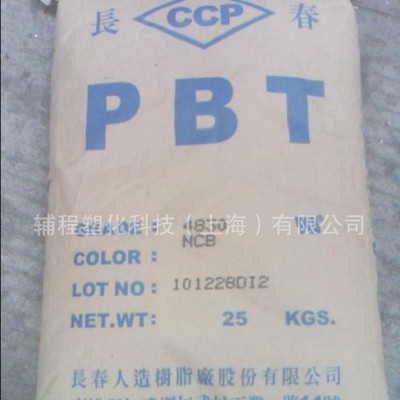 長 CCP 春
PBT
GRADE: 4830
辅程塑化科技（上海）有限公司
COLOR: NCB
LOT NO: 101228DI2
NET.WT: 25 KGS.
長春人造樹脂廠股份有限公司